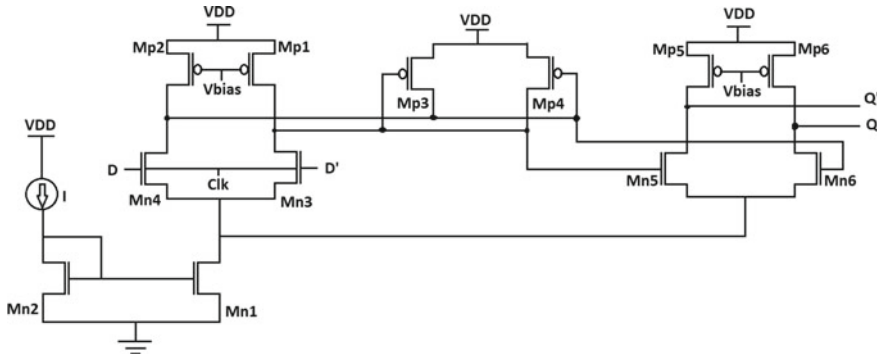 VDD
VDD
VDD
Mp2
Mp1
Mp5
Mp6
Vbias
Mp3
Mp4
Vbias
Q'
Q
VDD
D
D'
Clk
Mn5
Mn6
I
Mn4
Mn3
Mn2
Mn1